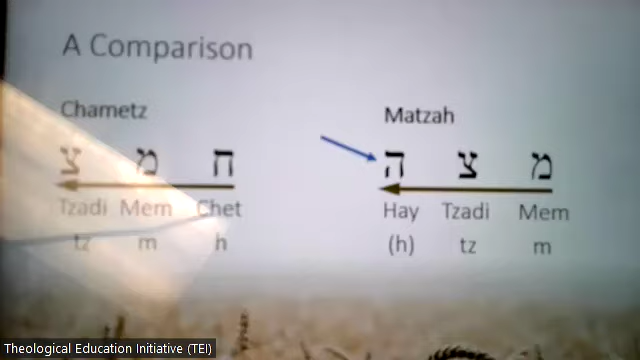 A Comparison
Chametz
ח מ צ
Tzadi Mem Chet
tz m h
Matzah
מ צ ה
Hay Tzadi Mem
(h) tz m
Theological Education Initiative (TEI)